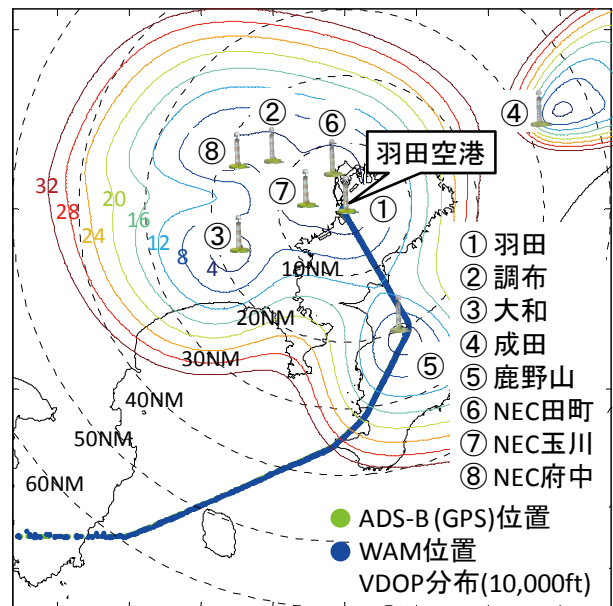 ④
②
⑥
⑧
羽田空港
32
28
24
20
16
12
8
4
⑦
①
③
10NM
20NM
30NM
40NM
50NM
60NM
⑤
① 羽田
② 調布
③ 大和
④ 成田
⑤ 鹿野山
⑥ NEC田町
⑦ NEC玉川
⑧ NEC府中
ADS-B (GPS)位置
WAM位置
VDOP分布(10,000ft)